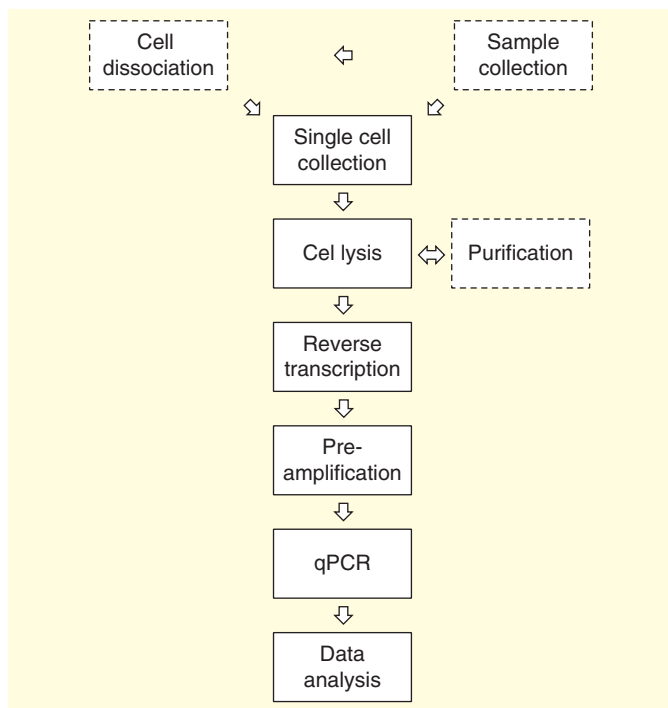 Cell
dissociation
Sample
collection
Single cell
collection
Cel lysis
Purification
Reverse
transcription
Pre-
amplification
qPCR
Data
analysis